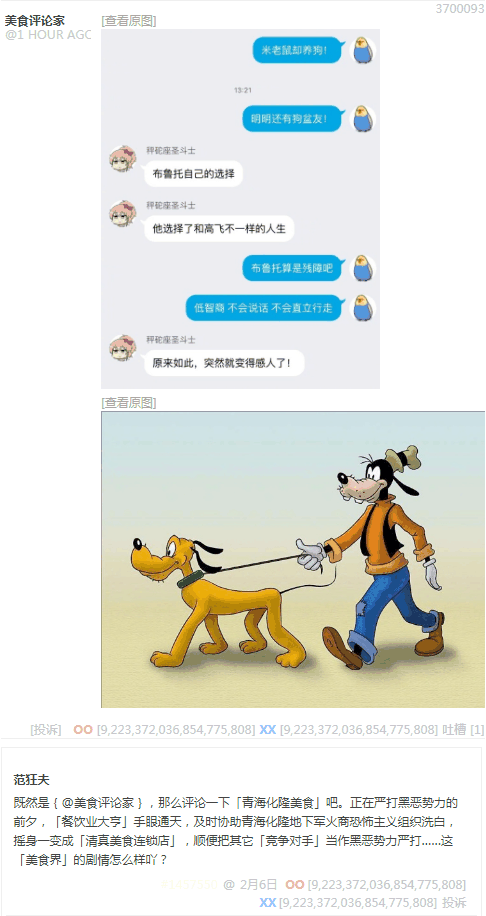 3700093
美食评论家
@1 HOUR AGO
[查看原图]
米老鼠却养狗!
13:21
明明还有狗盆友!
秤砣座圣斗士
布鲁托自己的选择
秤砣座圣斗士
他选择了和高飞不一样的人生
布鲁托算是残障吧
低智商 不会说话 不会直立行走
秤砣座圣斗士
原来如此，突然就变得感人了!
[查看原图]
[投诉] OO [9,223,372,036,854,775,808] XX [9,223,372,036,854,775,808] 吐槽 [1]
范狂夫
既然是｛@美食评论家｝，那么评论一下「青海化隆美食」吧。正在严打黑恶势力的
前夕，「餐饮业大亨」手眼通天，及时协助青海化隆地下军火商恐怖主义组织洗白，
摇身一变成「清真美食连锁店」，顺便把其它「竞争对手」当作黑恶势力严打……这
「美食界」的剧情怎么样吖？
@ 2月6日 OO [9,223,372,036,854,775,808]
XX [9,223,372,036,854,775,808] 投诉